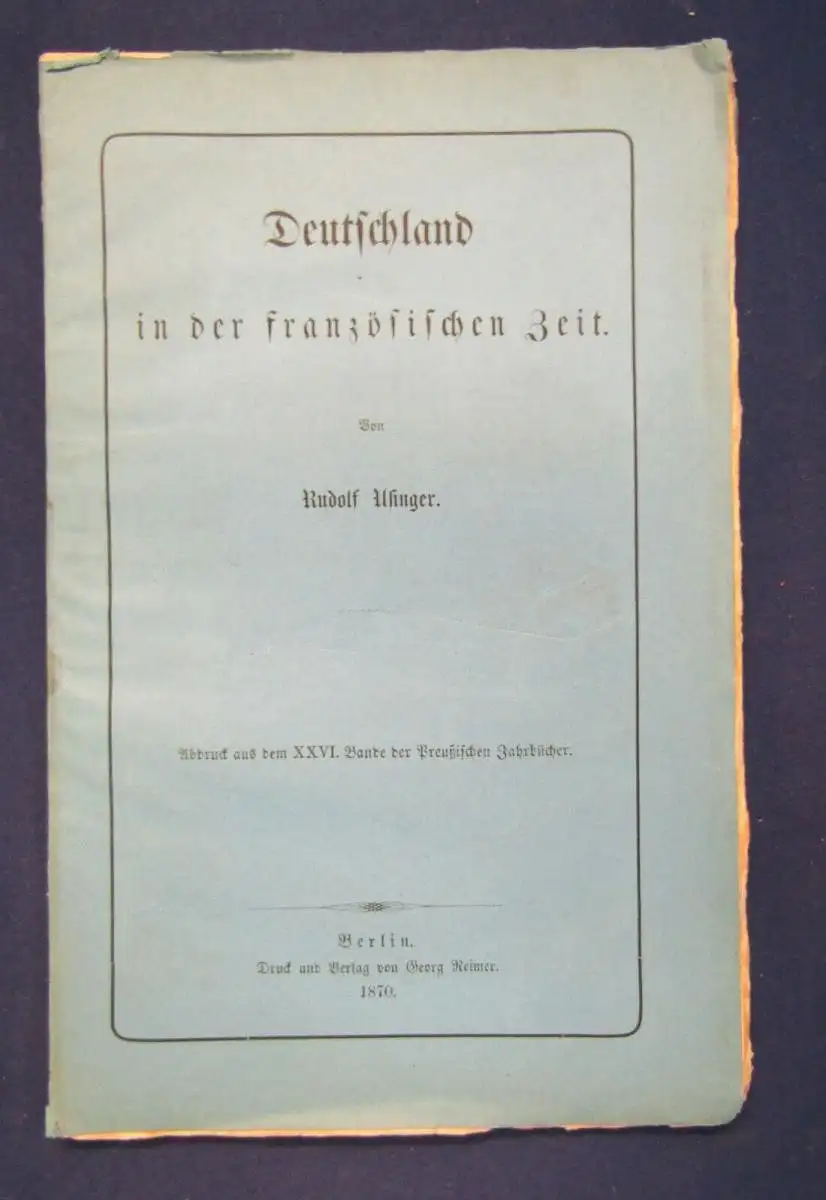 Deutschland
in der französischen Zeit.
Von
Rudolf Usinger.
Abdruck aus dem XXVI. Bande der Preußischen Jahrbücher.
Berlin.
Druck und Verlag von Georg Reimer.
1870.